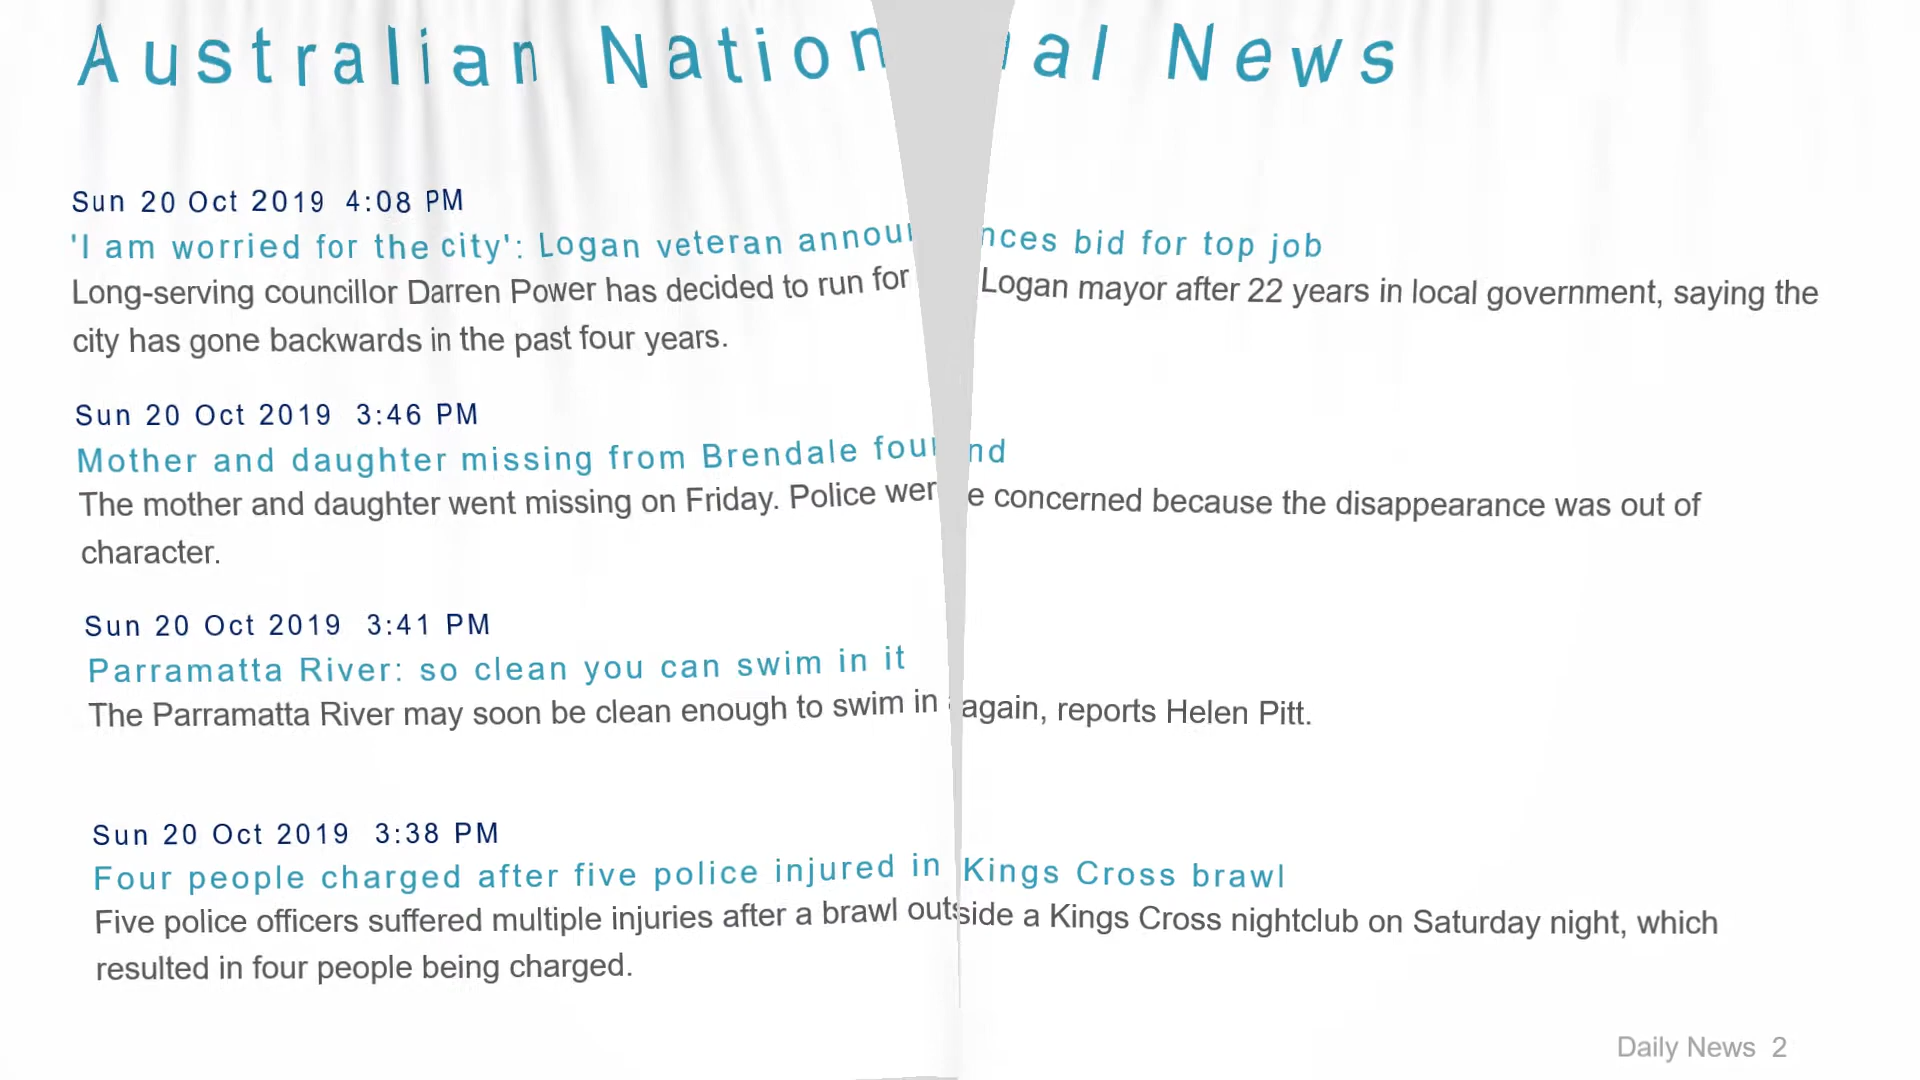 Australian National News
Sun 20 Oct 2019 4:08 PM
'I am worried for the city': Logan veteran announces bid for top job
Long-serving councillor Darren Power has decided to run for Logan mayor after 22 years in local government, saying the
city has gone backwards in the past four years.
Sun 20 Oct 2019 3:46 PM
Mother and daughter missing from Brendale found
The mother and daughter went missing on Friday. Police were concerned because the disappearance was out of
character.
Sun 20 Oct 2019 3:41 PM
Parramatta River: so clean you can swim in it
The Parramatta River may soon be clean enough to swim in again, reports Helen Pitt.
Sun 20 Oct 2019 3:38 PM
Four people charged after five police injured in Kings Cross brawl
Five police officers suffered multiple injuries after a brawl outside a Kings Cross nightclub on Saturday night, which
resulted in four people being charged.
Daily News 2